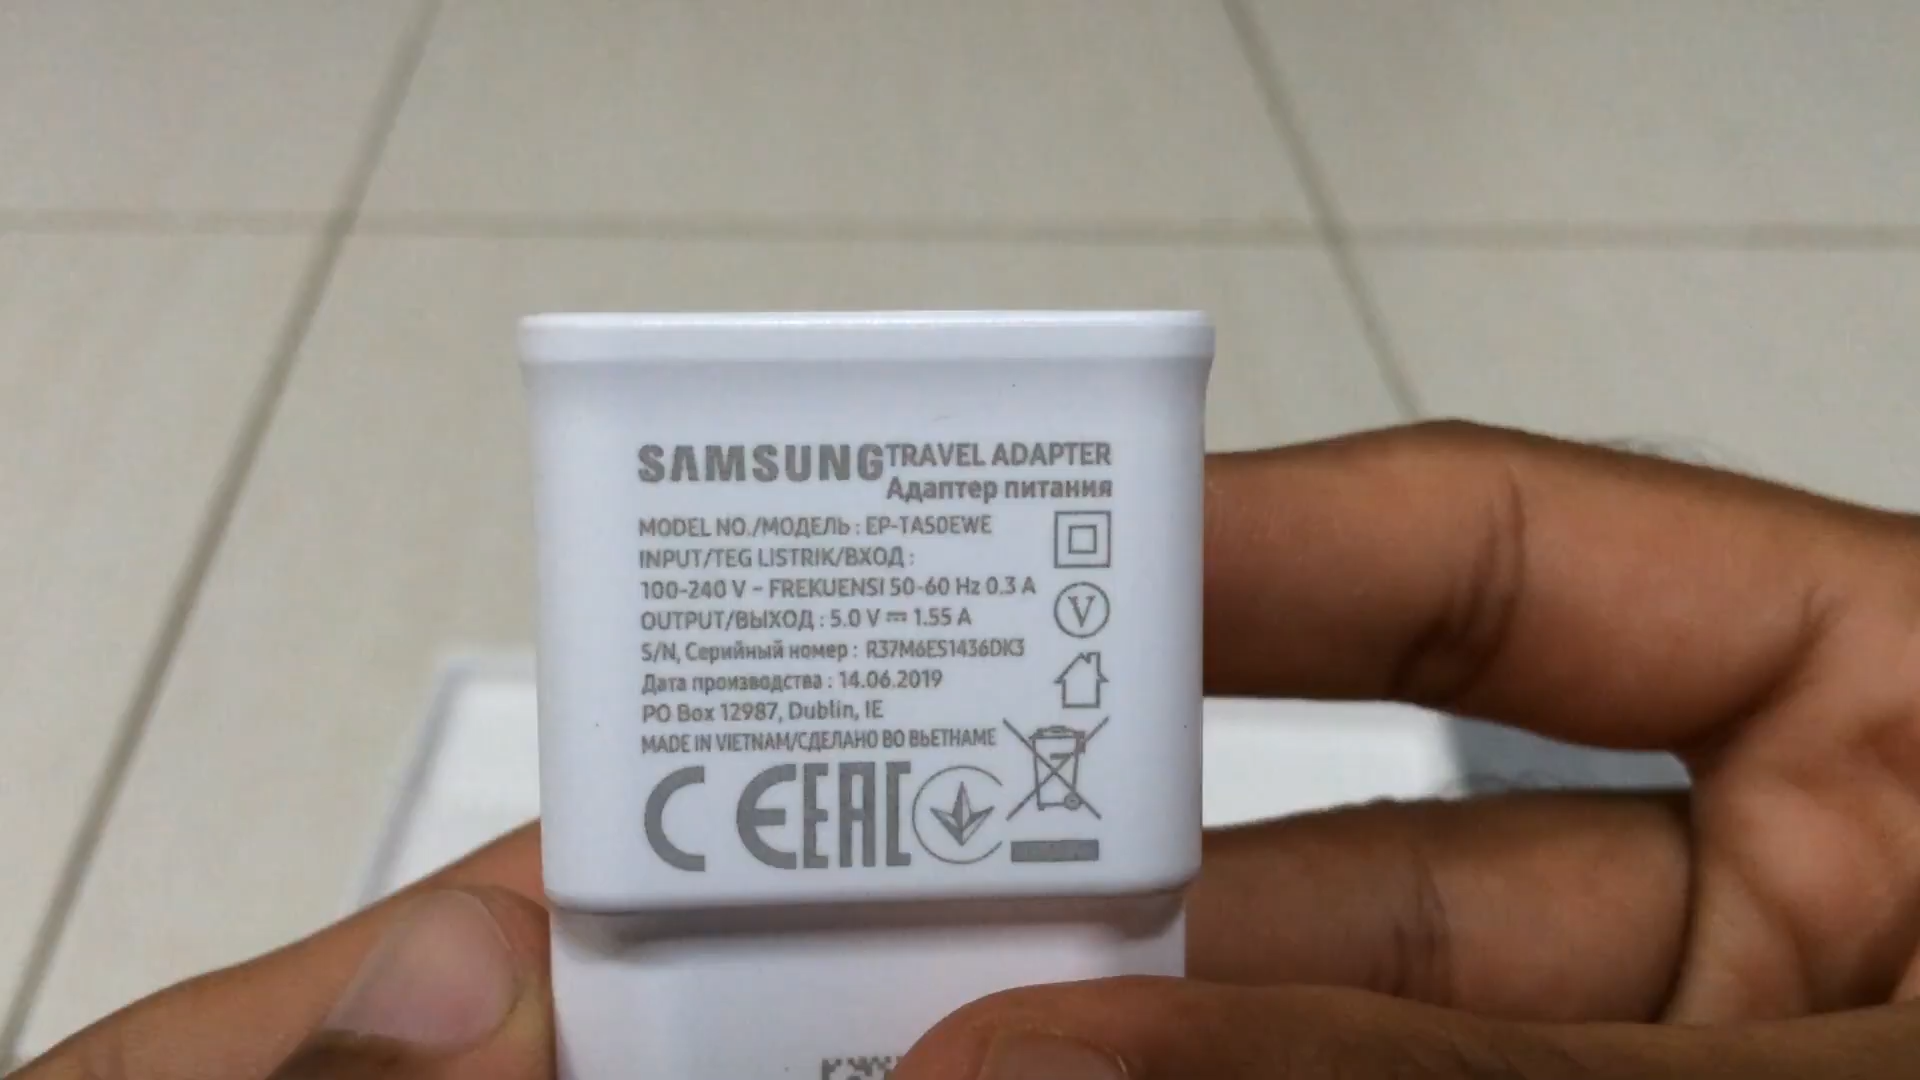 SAMSUNG TRAVEL ADAPTER
Адаптер питания
MODEL NO./МОДЕЛЬ : EP-TA50EWE
INPUT/TEG LISTRIK/ВХОД :
100-240 V ~ FREKUENSI 50-60 Hz 0.3 A
OUTPUT/ВЫХОД : 5.0 V ⎓ 1.55 A
S/N, Серийный номер : R37M6ES1436DK3
Дата производства : 14.06.2019
PO Box 12987, Dublin, IE
MADE IN VIETNAM/СДЕЛАНО ВО ВЬЕТНАМЕ
V
CE EAC